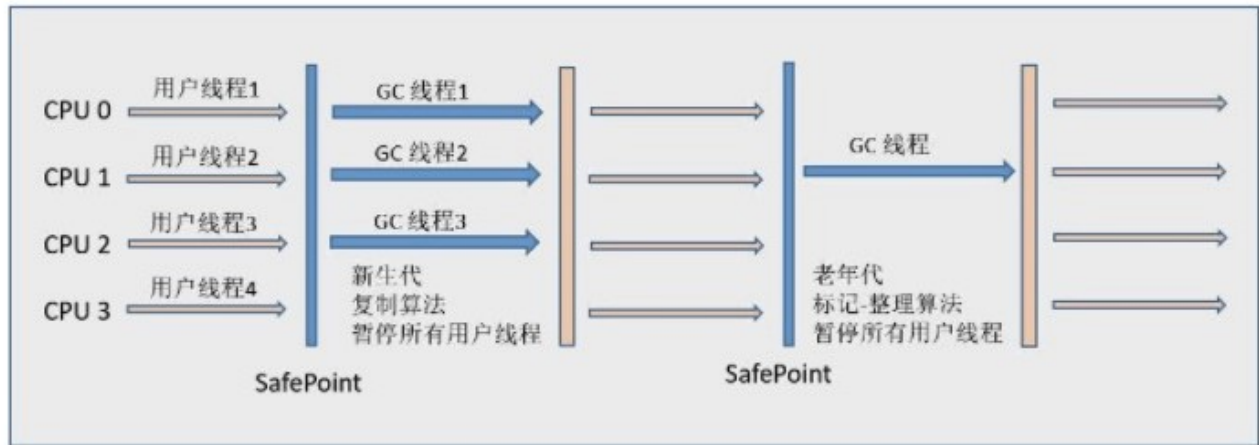 用户线程1
GC 线程1
CPU 0
用户线程2
GC 线程2
GC 线程
CPU 1
用户线程3
GC 线程3
CPU 2
用户线程4
CPU 3
新生代
复制算法
暂停所有用户线程
老年代
标记-整理算法
暂停所有用户线程
SafePoint
SafePoint